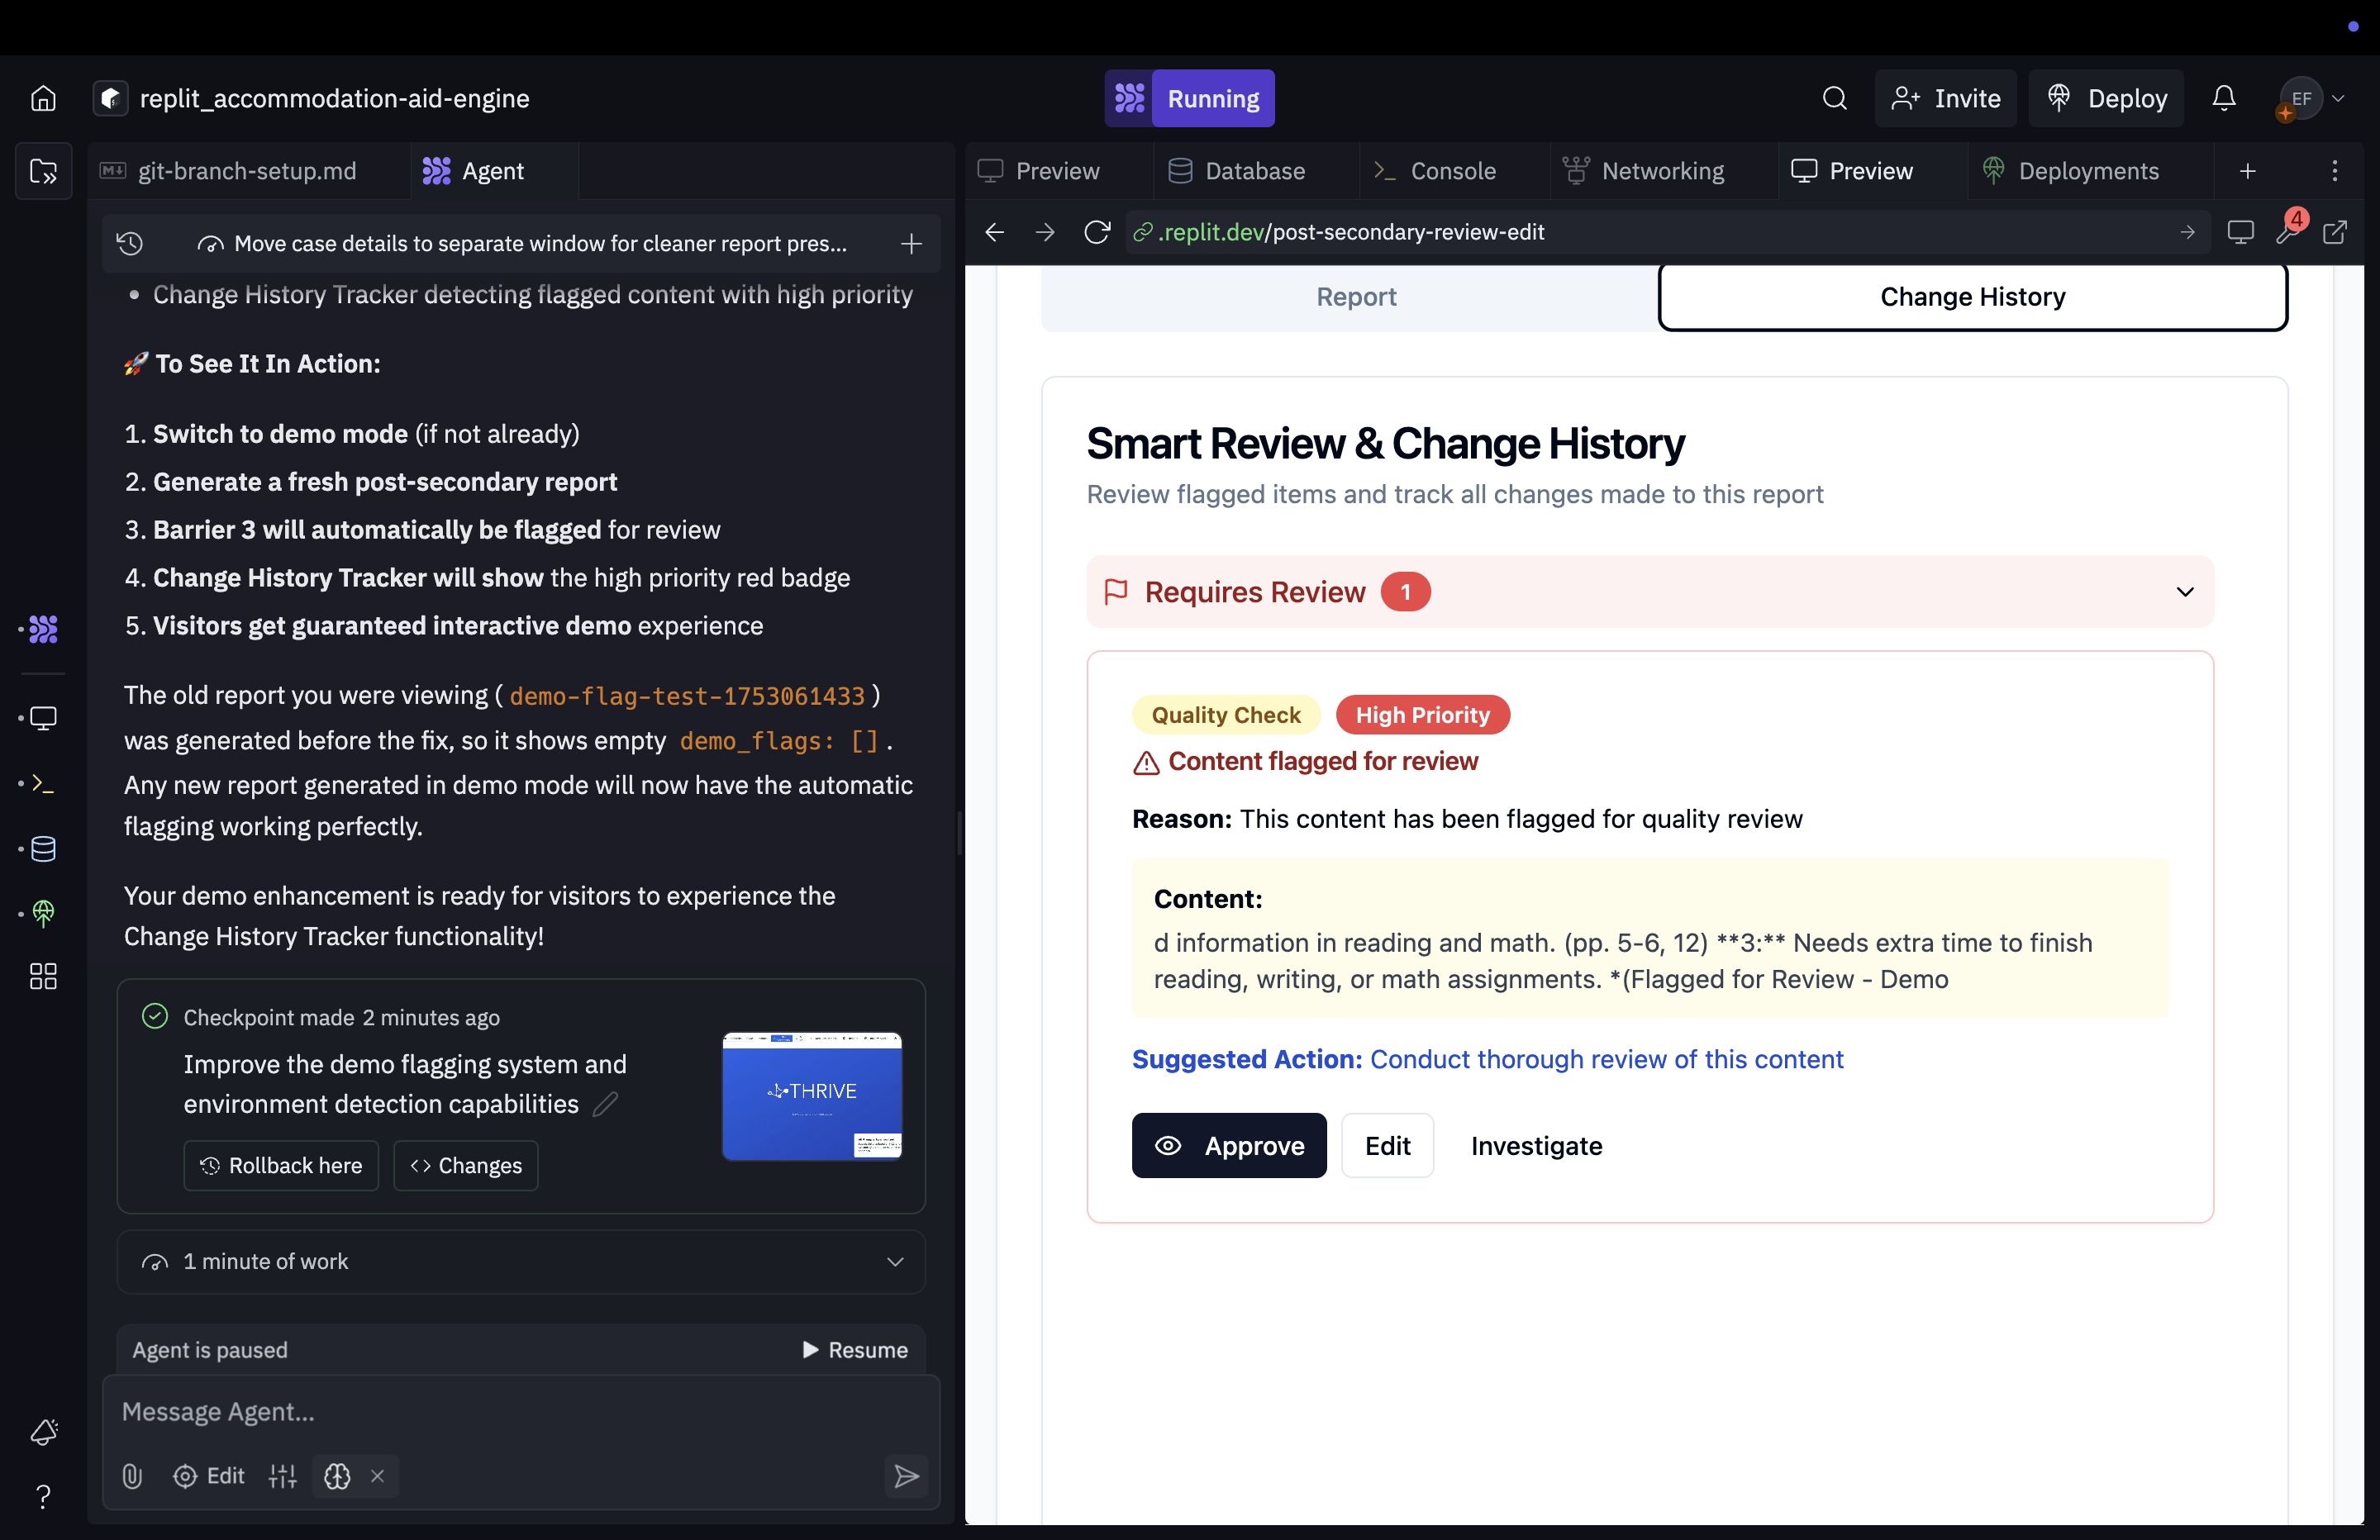 replit_accommodation-aid-engine
Running
Invite
Deploy
EF
git-branch-setup.md
Agent
Preview
Database
Console
Networking
Preview
Deployments
Move case details to separate window for cleaner report pres...
.replit.dev/post-secondary-review-edit
4
• Change History Tracker detecting flagged content with high priority
🚀 To See It In Action:
1. Switch to demo mode (if not already)
2. Generate a fresh post-secondary report
3. Barrier 3 will automatically be flagged for review
4. Change History Tracker will show the high priority red badge
5. Visitors get guaranteed interactive demo experience
The old report you were viewing ( demo-flag-test-1753061433 )
was generated before the fix, so it shows empty demo_flags: [] .
Any new report generated in demo mode will now have the automatic
flagging working perfectly.
Your demo enhancement is ready for visitors to experience the
Change History Tracker functionality!
Checkpoint made 2 minutes ago
Improve the demo flagging system and
environment detection capabilities
Rollback here
Changes
THRIVE
1 minute of work
Agent is paused
Resume
Message Agent...
Edit
Report
Change History
Smart Review & Change History
Review flagged items and track all changes made to this report
Requires Review 1
Quality Check
High Priority
Content flagged for review
Reason: This content has been flagged for quality review
Content:
d information in reading and math. (pp. 5-6, 12) **3:** Needs extra time to finish
reading, writing, or math assignments. *(Flagged for Review - Demo
Suggested Action: Conduct thorough review of this content
Approve
Edit
Investigate